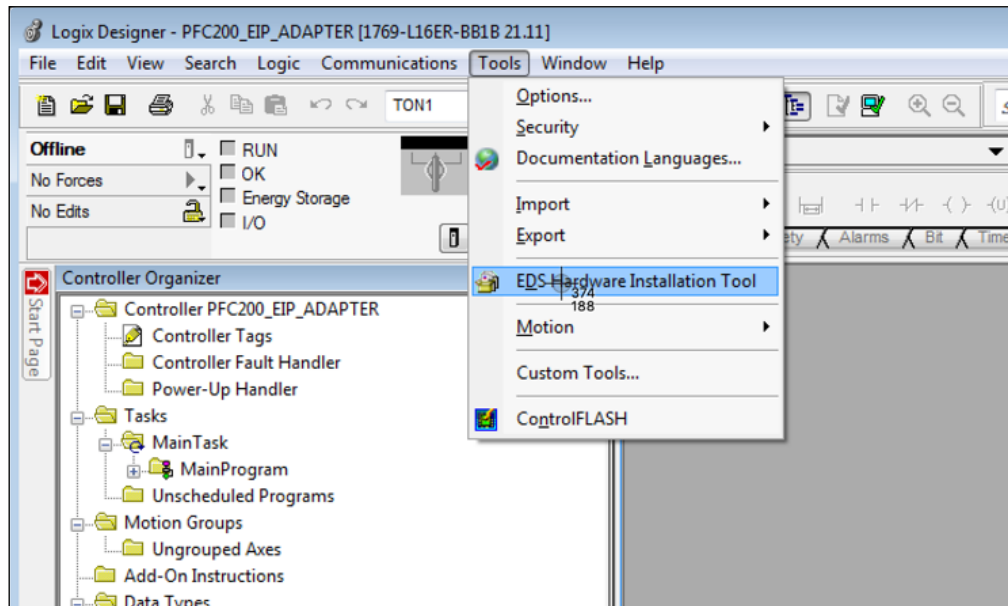 Logix Designer - PFC200_EIP_ADAPTER [1769-L16ER-BB1B 21.11]
File Edit View Search Logic Communications Tools Window Help
TON1
Options...
Security
Documentation Languages...
Import
Export
EDS Hardware Installation Tool
374
188
Motion
Custom Tools...
ControlFLASH
Offline
RUN
No Forces
OK
Energy Storage
No Edits
I/O
Alarms Bit
Start Page
Controller Organizer
Controller PFC200_EIP_ADAPTER
Controller Tags
Controller Fault Handler
Power-Up Handler
Tasks
MainTask
MainProgram
Unscheduled Programs
Motion Groups
Ungrouped Axes
Add-On Instructions
Data Types